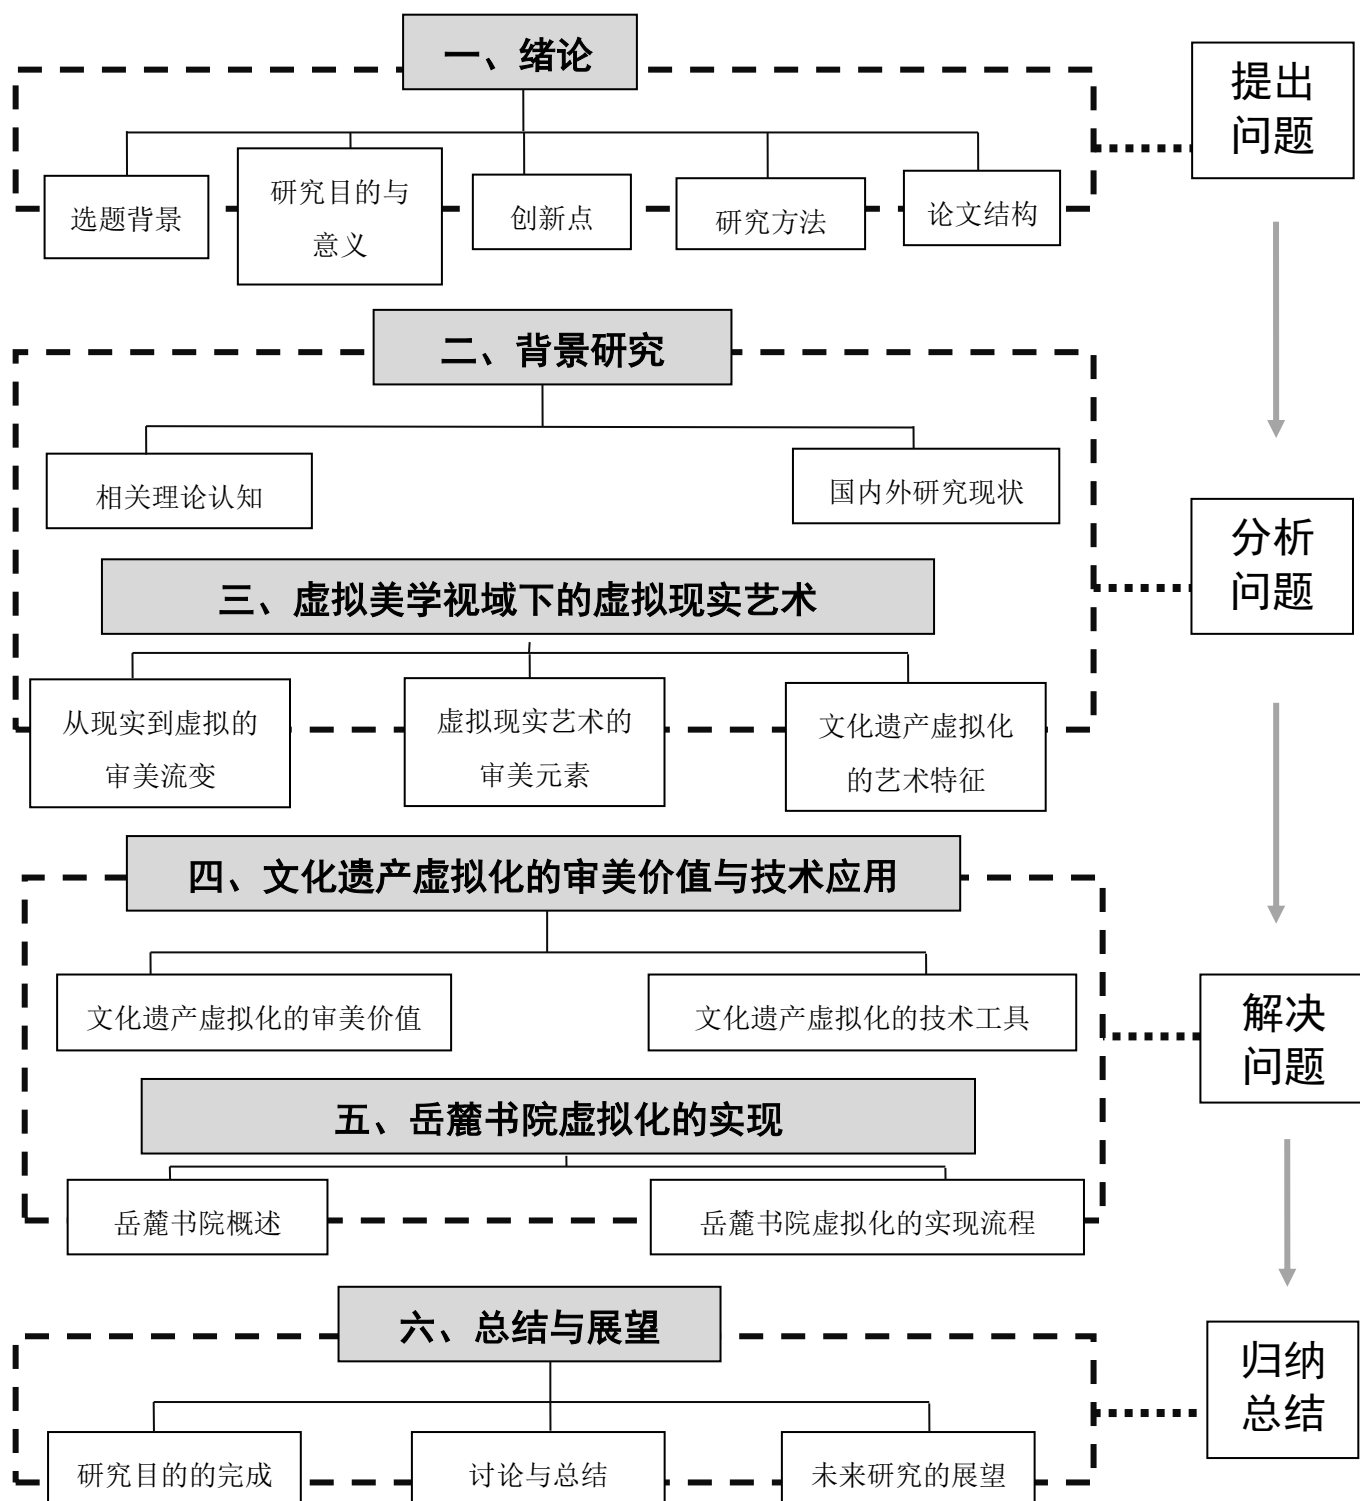 一、绪论
提出
问题
选题背景
研究目的与
意义
创新点
研究方法
论文结构
二、背景研究
相关理论认知
国内外研究现状
分析
问题
三、虚拟美学视域下的虚拟现实艺术
从现实到虚拟的
审美流变
虚拟现实艺术的
审美元素
文化遗产虚拟化
的艺术特征
四、文化遗产虚拟化的审美价值与技术应用
文化遗产虚拟化的审美价值
文化遗产虚拟化的技术工具
解决
问题
五、岳麓书院虚拟化的实现
岳麓书院概述
岳麓书院虚拟化的实现流程
六、总结与展望
归纳
总结
研究目的的完成
讨论与总结
未来研究的展望